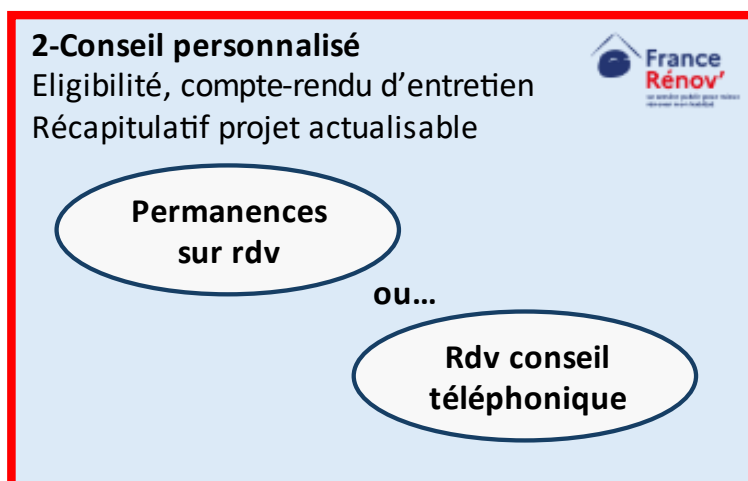 2-Conseil personnalisé
Eligibilité, compte-rendu d’entretien
Récapitulatif projet actualisable
France
Rénov’
Permanences
sur rdv
ou…
Rdv conseil
téléphonique